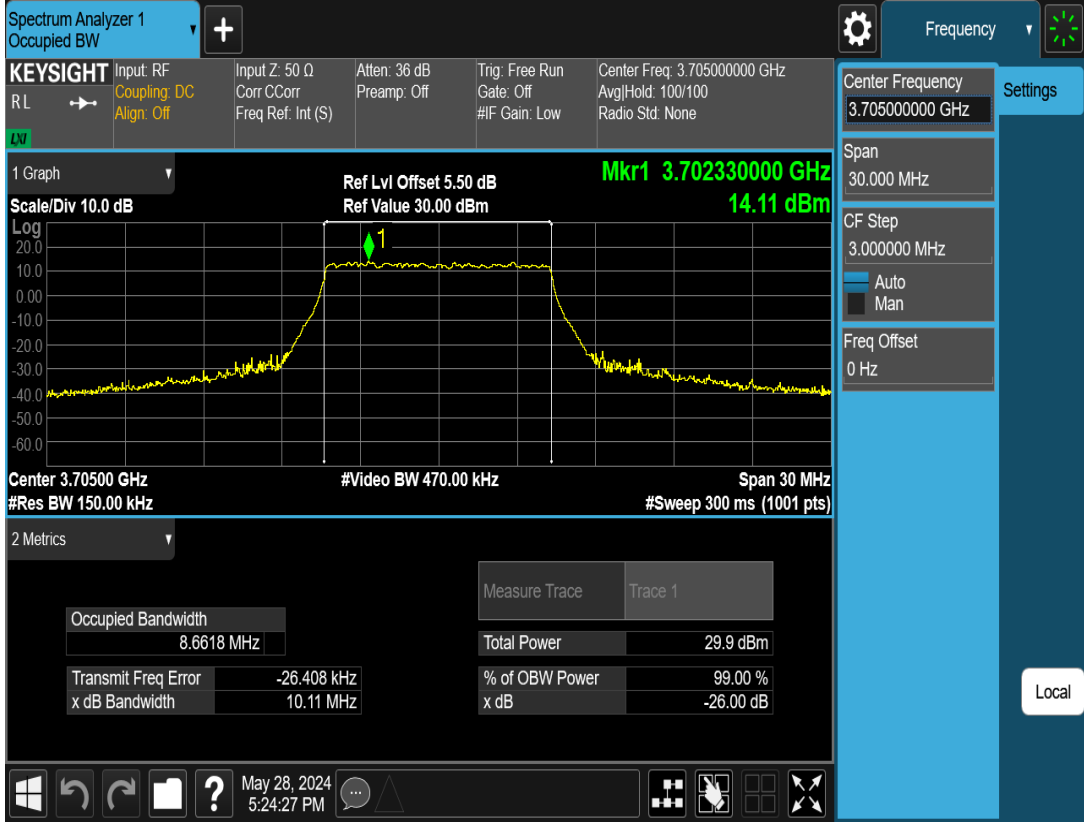 Spectrum Analyzer 1
Occupied BW
Frequency
KEYSIGHT
R L
LXI
Input: RF
Coupling: DC
Align: Off
Input Z: 50 Ω
Corr CCorr
Freq Ref: Int (S)
Atten: 36 dB
Preamp: Off
Trig: Free Run
Gate: Off
#IF Gain: Low
Center Freq: 3.705000000 GHz
Avg|Hold: 100/100
Radio Std: None
Center Frequency
3.705000000 GHz
Settings
Span
30.000 MHz
CF Step
3.000000 MHz
Auto
Man
Freq Offset
0 Hz
Local
1 Graph
Scale/Div 10.0 dB
Ref Lvl Offset 5.50 dB
Ref Value 30.00 dBm
Mkr1 3.702330000 GHz
14.11 dBm
Log
1
20.0
10.0
0.00
-10.0
-20.0
-30.0
-40.0
-50.0
-60.0
Center 3.70500 GHz
#Video BW 470.00 kHz
Span 30 MHz
#Res BW 150.00 kHz
#Sweep 300 ms (1001 pts)
2 Metrics
Measure Trace
Trace 1
Occupied Bandwidth
8.6618 MHz
Total Power
29.9 dBm
Transmit Freq Error
-26.408 kHz
% of OBW Power
99.00 %
x dB Bandwidth
10.11 MHz
x dB
-26.00 dB
?
May 28, 2024
5:24:27 PM